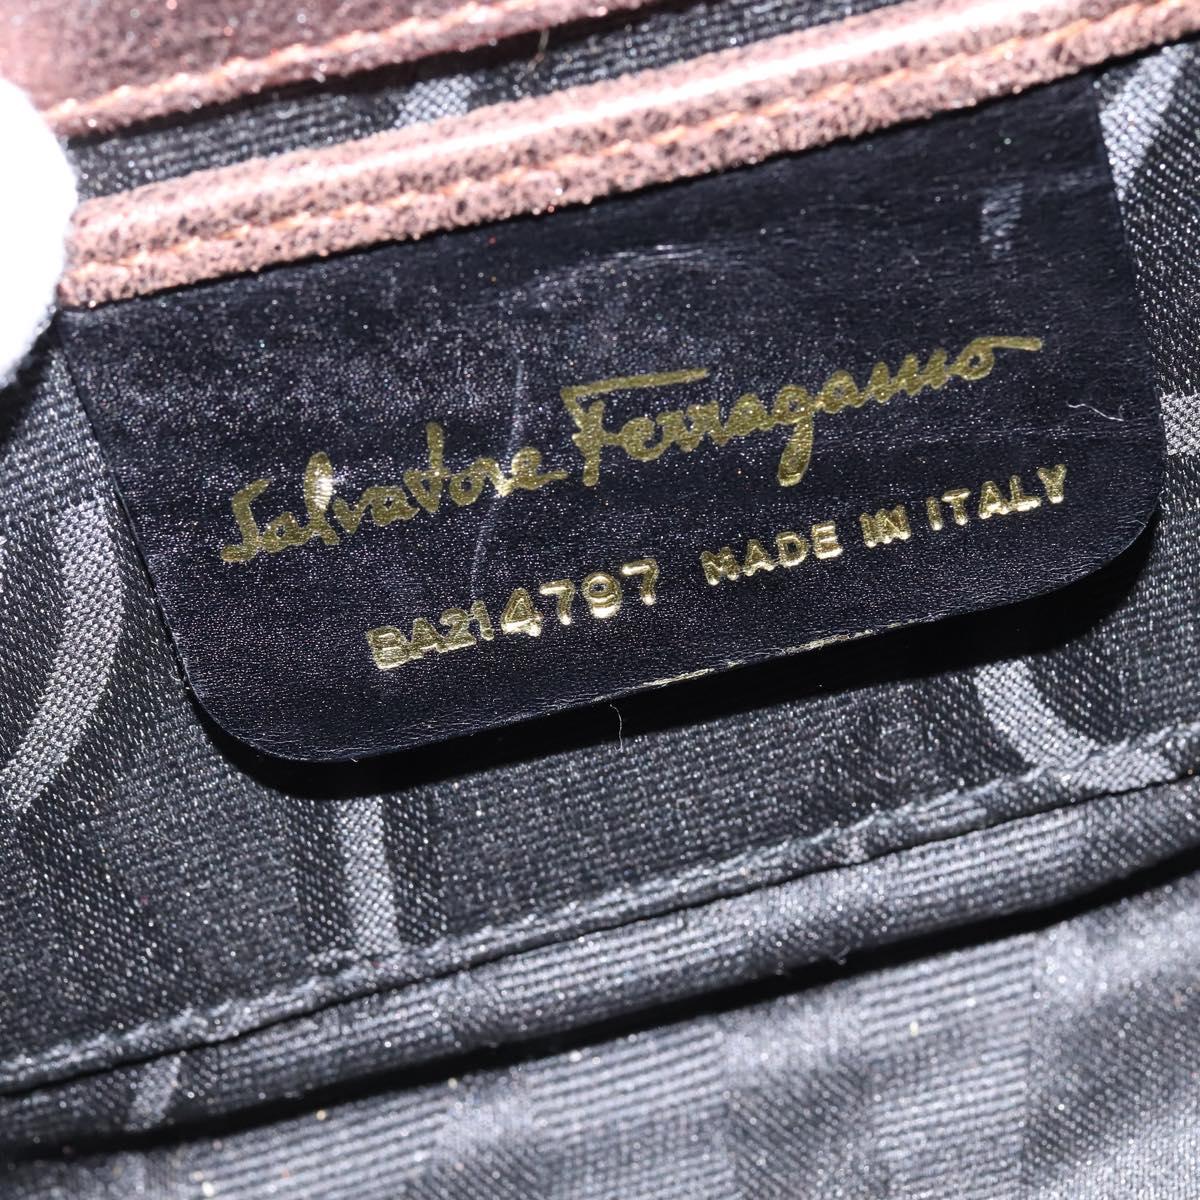 Salvatore Ferragamo
BA214797 MADE IN ITALY